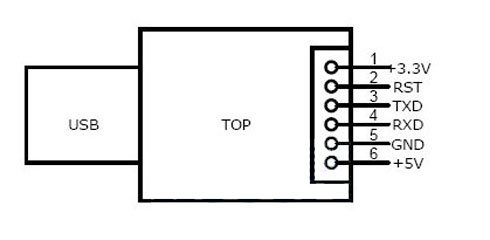 USB
TOP
1 +3.3V
2 RST
3 TXD
4 RXD
5 GND
6 +5V